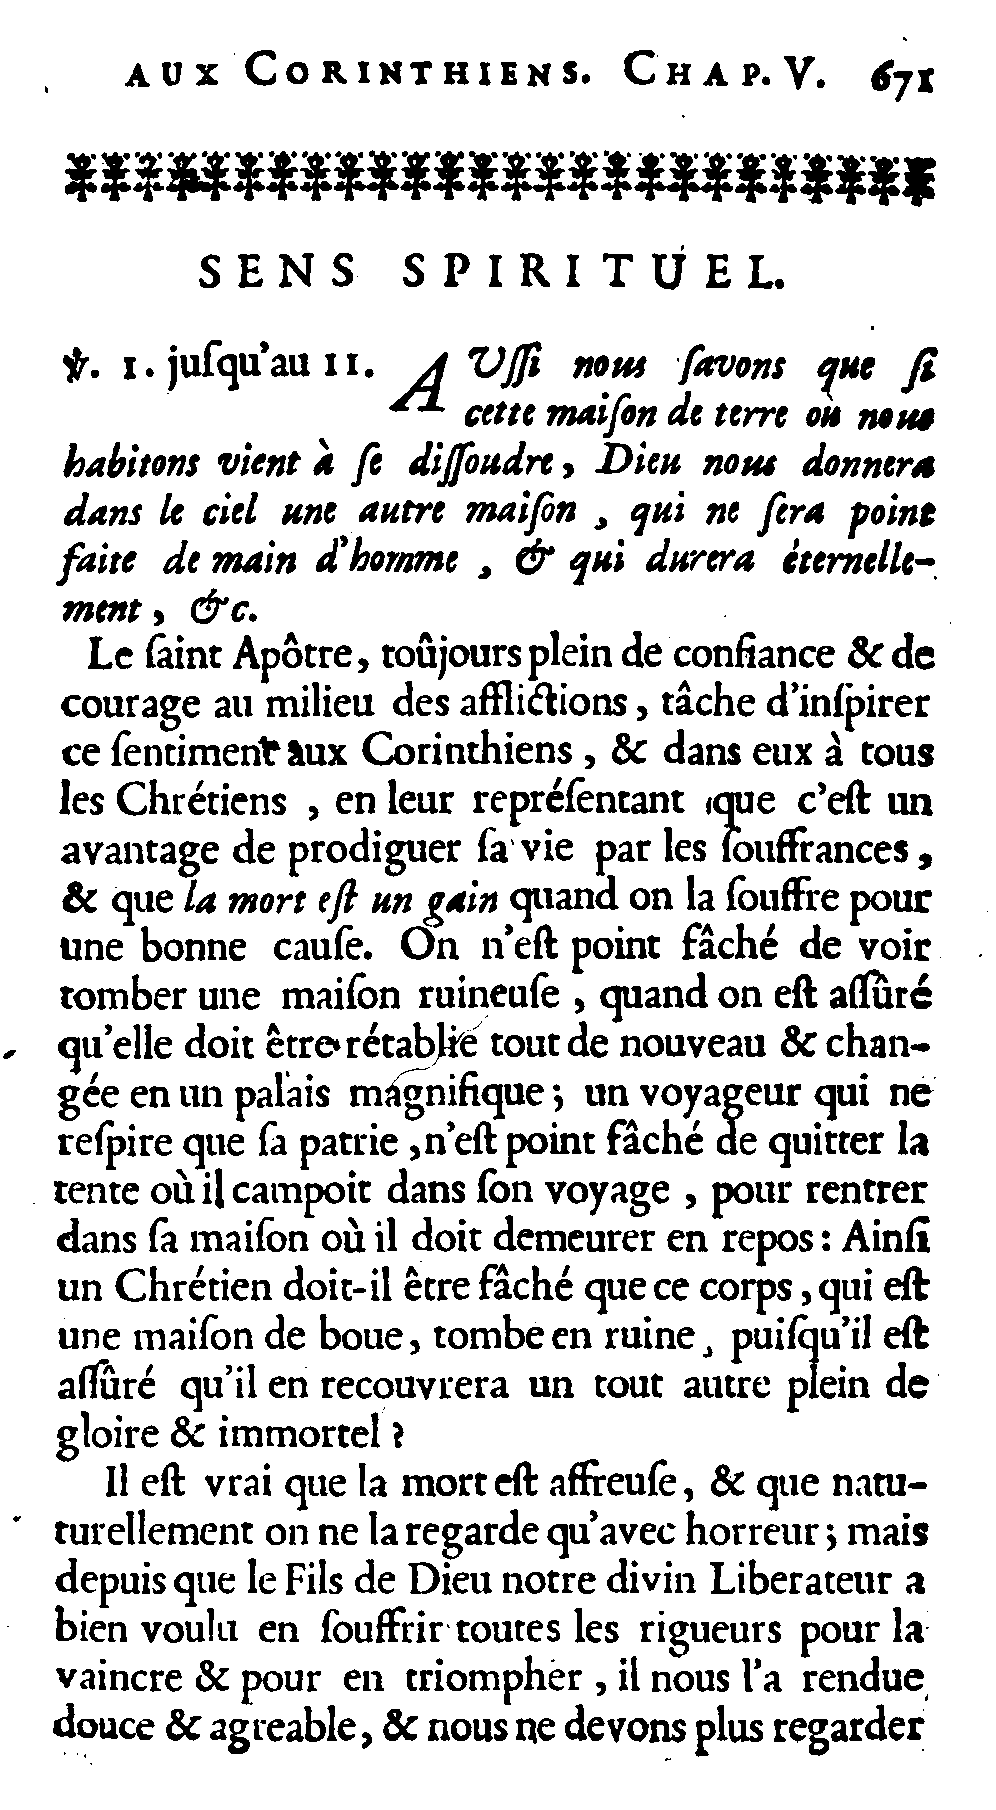 AUX CORINTHIENS. CHAP. V. 671
SENS SPIRITUEL.
℣. 1. juſqu'au 11. AUſſi nous ſavons que ſi
cette maiſon de terre où nous
habitons vient à ſe diſſoudre, Dieu nous donnera
dans le ciel une autre maiſon, qui ne ſera point
faite de main d'homme, & qui durera éternelle-
ment, &c.
Le ſaint Apôtre, toûjours plein de confiance & de
courage au milieu des afflictions, tâche d'inſpirer
ce ſentiment aux Corinthiens, & dans eux à tous
les Chrétiens, en leur repréſentant que c'eſt un
avantage de prodiguer ſa vie par les ſouffrances,
& que la mort eſt un gain quand on la ſouffre pour
une bonne cauſe. On n'eſt point fâché de voir
tomber une maiſon ruineuſe, quand on eſt aſſûré
qu'elle doit être rétablie tout de nouveau & chan-
gée en un palais magnifique; un voyageur qui ne
reſpire que ſa patrie, n'eſt point fâché de quitter la
tente où il campoit dans ſon voyage, pour rentrer
dans ſa maiſon où il doit demeurer en repos: Ainſi
un Chrétien doit-il être fâché que ce corps, qui eſt
une maiſon de boue, tombe en ruine, puiſqu'il eſt
aſſûré qu'il en recouvrera un tout autre plein de
gloire & immortel?
Il eſt vrai que la mort eſt affreuſe, & que natu-
turellement on ne la regarde qu'avec horreur; mais
depuis que le Fils de Dieu notre divin Liberateur a
bien voulu en ſouffrir toutes les rigueurs pour la
vaincre & pour en triompher, il nous l'a rendue
douce & agreable, & nous ne devons plus regarder